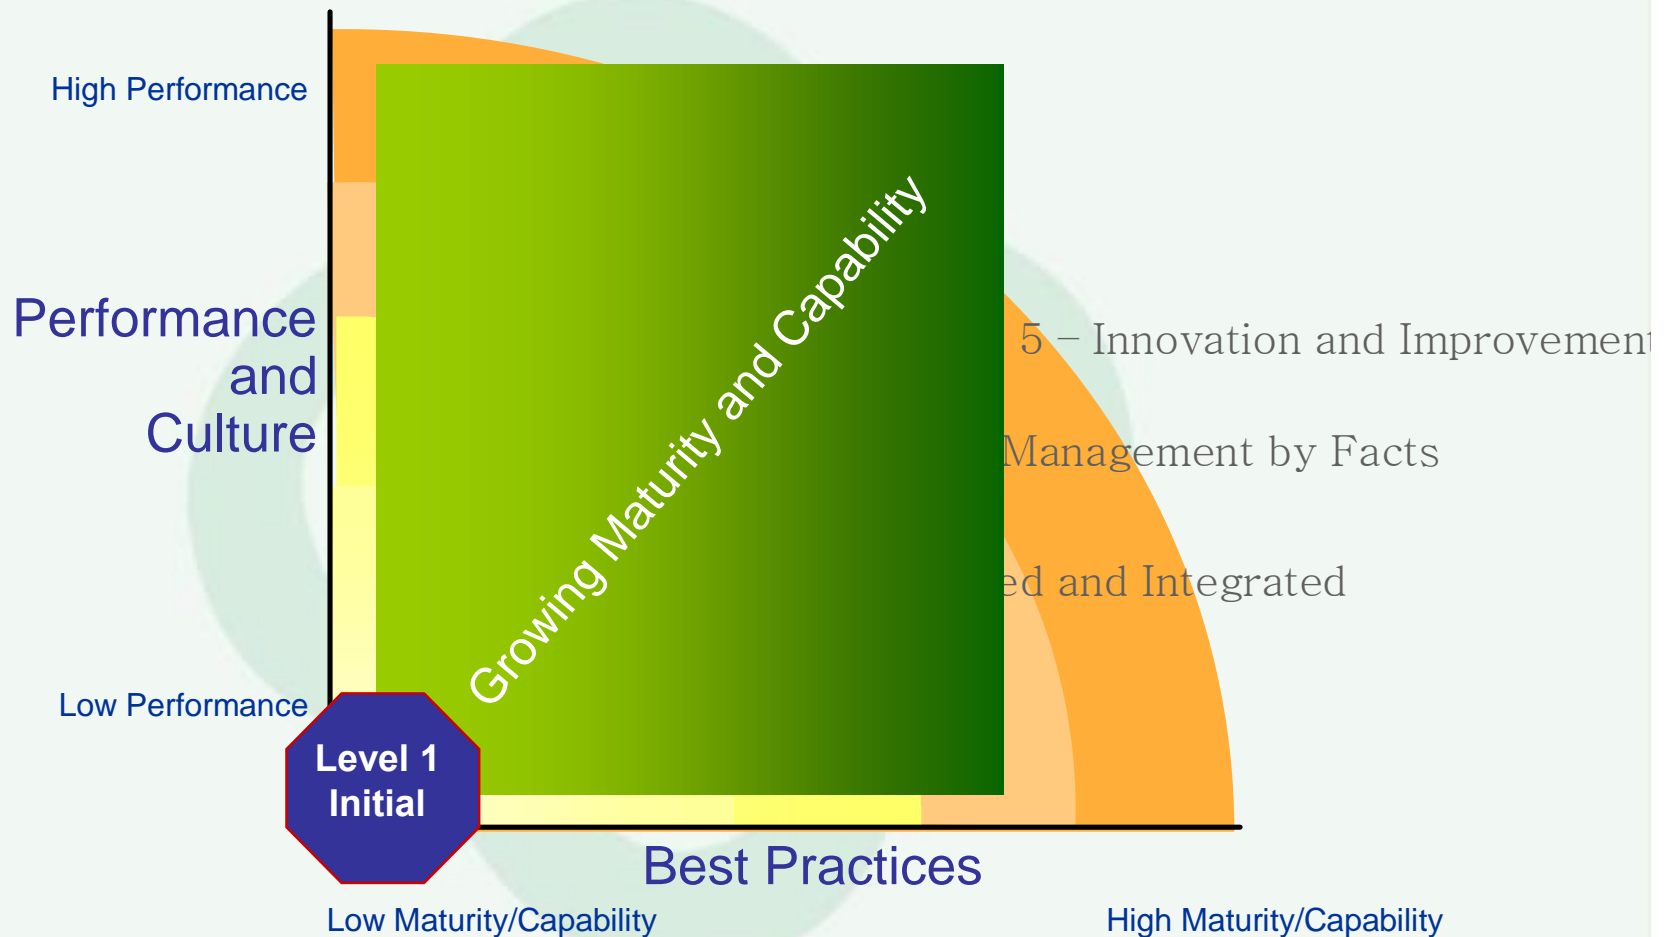 High Performance
Performance
and
Culture
Low Performance
Growing Maturity and Capability
5 – Innovation and Improvement
Management by Facts
and Integrated
Level 1
Initial
Best Practices
Low Maturity/Capability
High Maturity/Capability